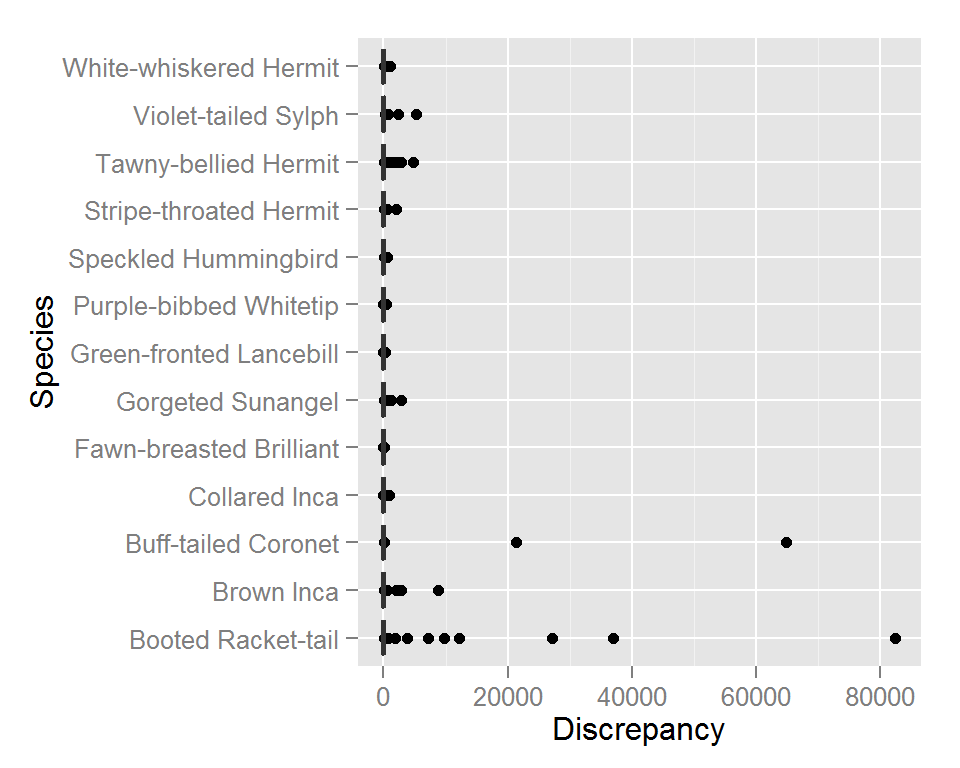 White-whiskered Hermit
Violet-tailed Sylph
Tawny-bellied Hermit
Stripe-throated Hermit
Speckled Hummingbird
Purple-bibbed Whitetip
Green-fronted Lancebill
Gorgeted Sunangel
Fawn-breasted Brilliant
Collared Inca
Buff-tailed Coronet
Brown Inca
Booted Racket-tail
Species
0 20000 40000 60000 80000
Discrepancy